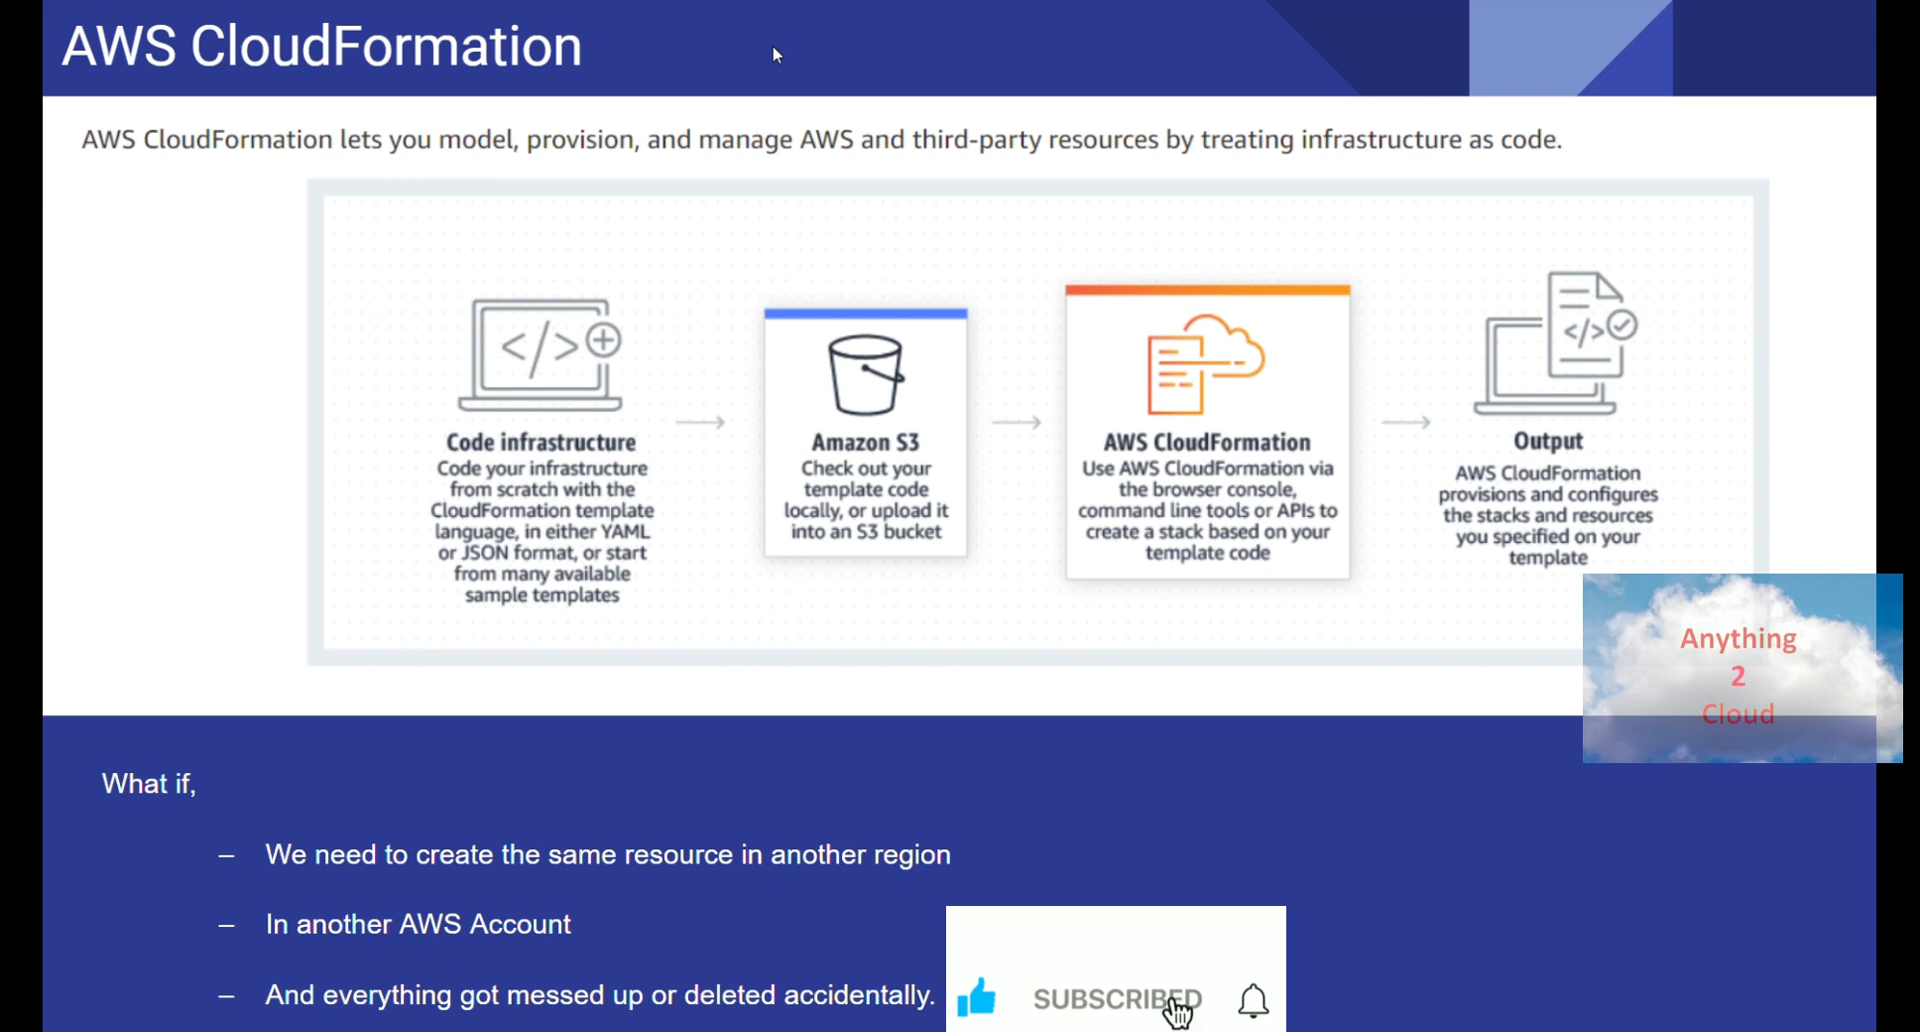 AWS CloudFormation
AWS CloudFormation lets you model, provision, and manage AWS and third-party resources by treating infrastructure as code.
</>
Code infrastructure
Code your infrastructure
from scratch with the
CloudFormation template
language, in either YAML
or JSON format, or start
from many available
sample templates
Amazon S3
Check out your
template code
locally, or upload it
into an S3 bucket
AWS CloudFormation
Use AWS CloudFormation via
the browser console,
command line tools or APIs to
create a stack based on your
template code
</>
Output
AWS CloudFormation
provisions and configures
the stacks and resources
you specified on your
template
Anything
2
Cloud
What if,
– We need to create the same resource in another region
– In another AWS Account
– And everything got messed up or deleted accidentally.
SUBSCRIBED